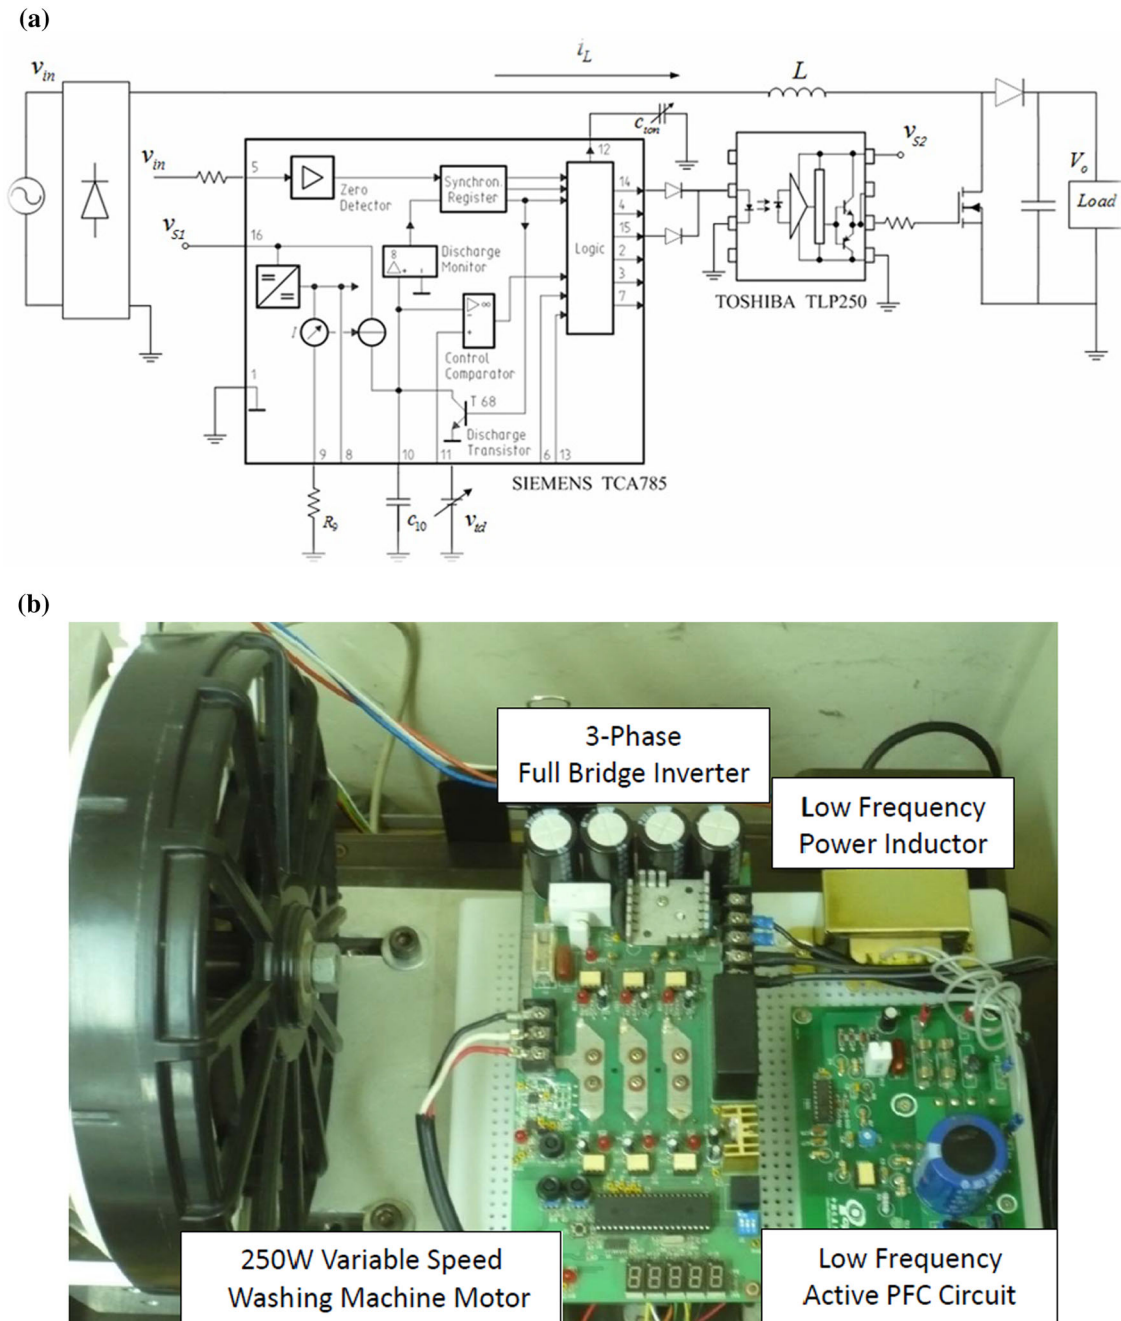 (a)
v_in
i_L
L
c_ton
v_in
5
Zero
Detector
Synchron.
Register
12
14
4
15
2
3
7
Logic
v_S2
V_o
Load
v_S1
16
8
Discharge
Monitor
∞
Control
Comparator
I
1
T 68
Discharge
Transistor
9
8
10
11
6
13
TOSHIBA TLP250
SIEMENS TCA785
R_9
c_10
v_td
(b)
3-Phase
Full Bridge Inverter
Low Frequency
Power Inductor
250W Variable Speed
Washing Machine Motor
Low Frequency
Active PFC Circuit